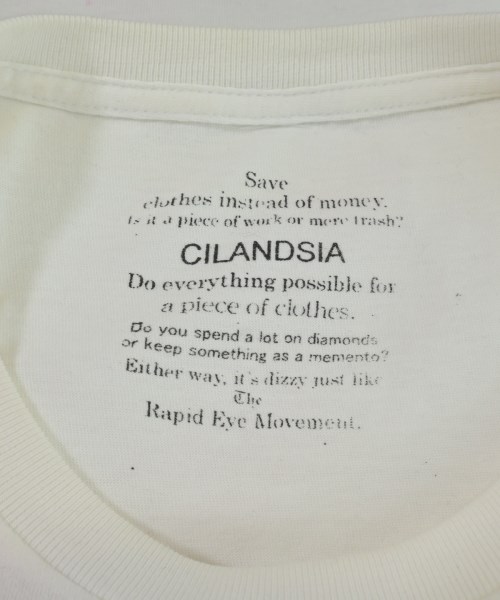 Save
clothes instead of money.
Is it a piece of work or mere trash?
CILANDSIA
Do everything possible for
a piece of clothes.
Do you spend a lot on diamonds
or keep something as a memento?
Either way, it's dizzy just like
The
Rapid Eye Movement.